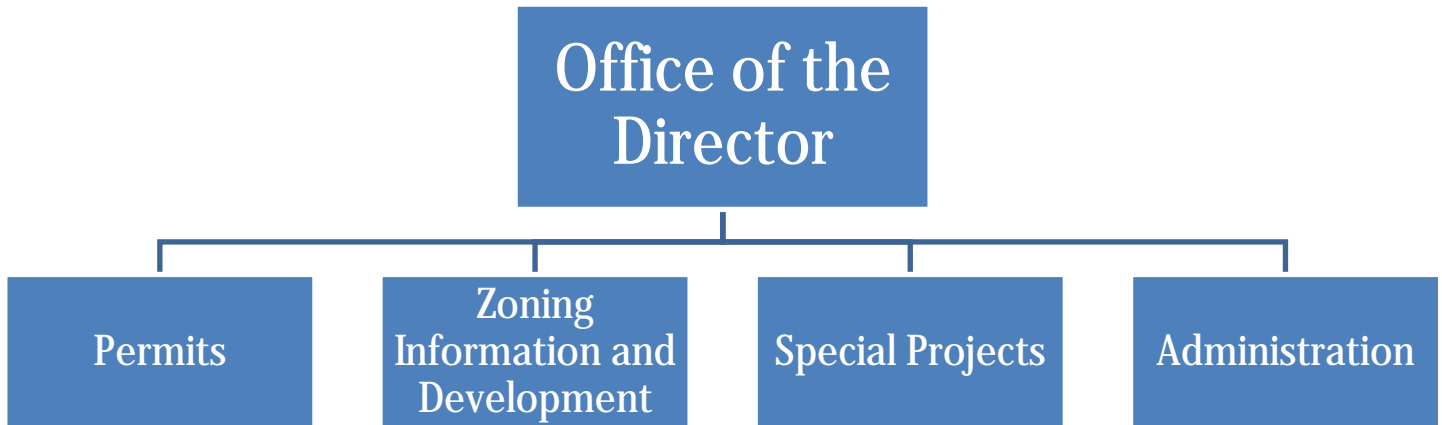 Office of the
Director
Permits
Zoning
Information and
Development
Special Projects
Administration